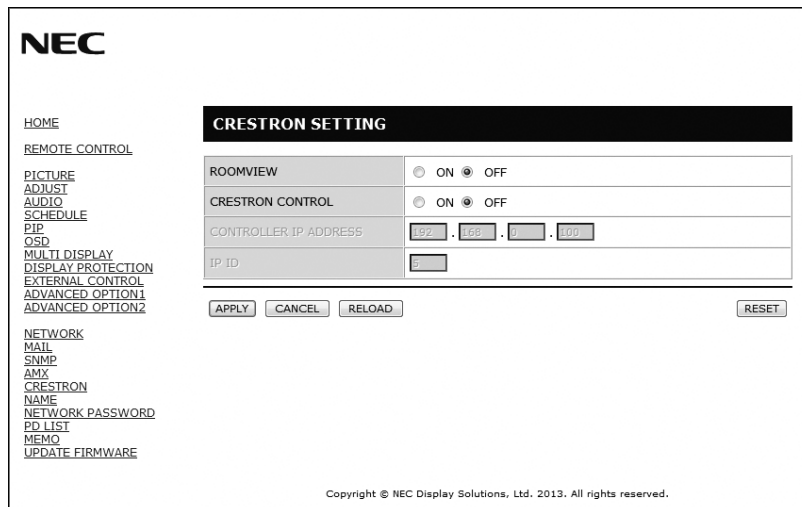 NEC
HOME
REMOTE CONTROL
PICTURE
ADJUST
AUDIO
SCHEDULE
PIP
OSD
MULTI DISPLAY
DISPLAY PROTECTION
EXTERNAL CONTROL
ADVANCED OPTION1
ADVANCED OPTION2
NETWORK
MAIL
SNMP
AMX
CRESTRON
NAME
NETWORK PASSWORD
PD LIST
MEMO
UPDATE FIRMWARE
CRESTRON SETTING
ROOMVIEW ON OFF
CRESTRON CONTROL ON OFF
CONTROLLER IP ADDRESS 192 . 168 . 0 . 100
IP ID 5
APPLY CANCEL RELOAD RESET
Copyright © NEC Display Solutions, Ltd. 2013. All rights reserved.